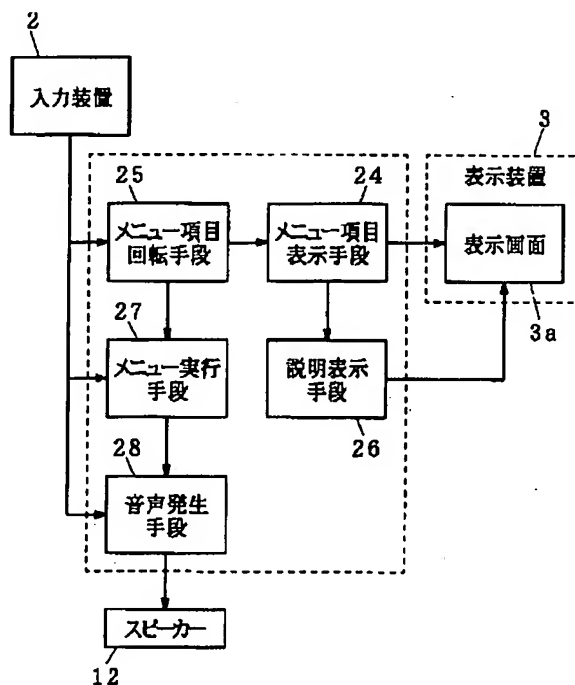 2
入力装置
3
表示装置
25
メニュー項目
回転手段
24
メニュー項目
表示手段
表示画面
3a
27
メニュー実行
手段
説明表示
手段
26
28
音声発生
手段
スピーカー
12